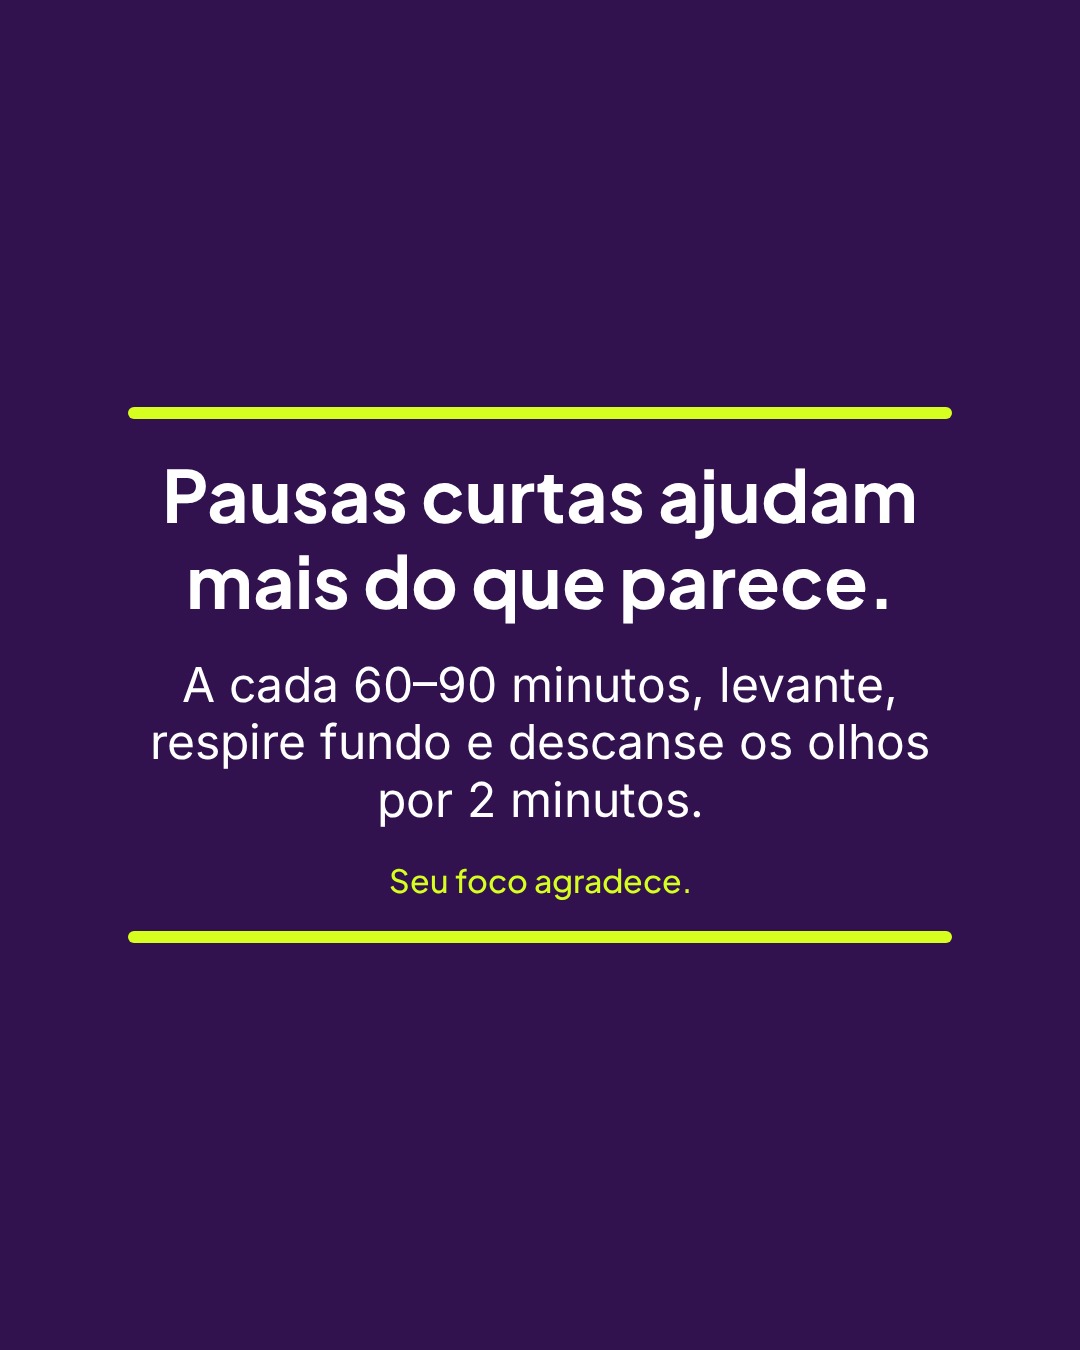 Pausas curtas ajudam
mais do que parece.
A cada 60–90 minutos, levante,
respire fundo e descanse os olhos
por 2 minutos.
Seu foco agradece.